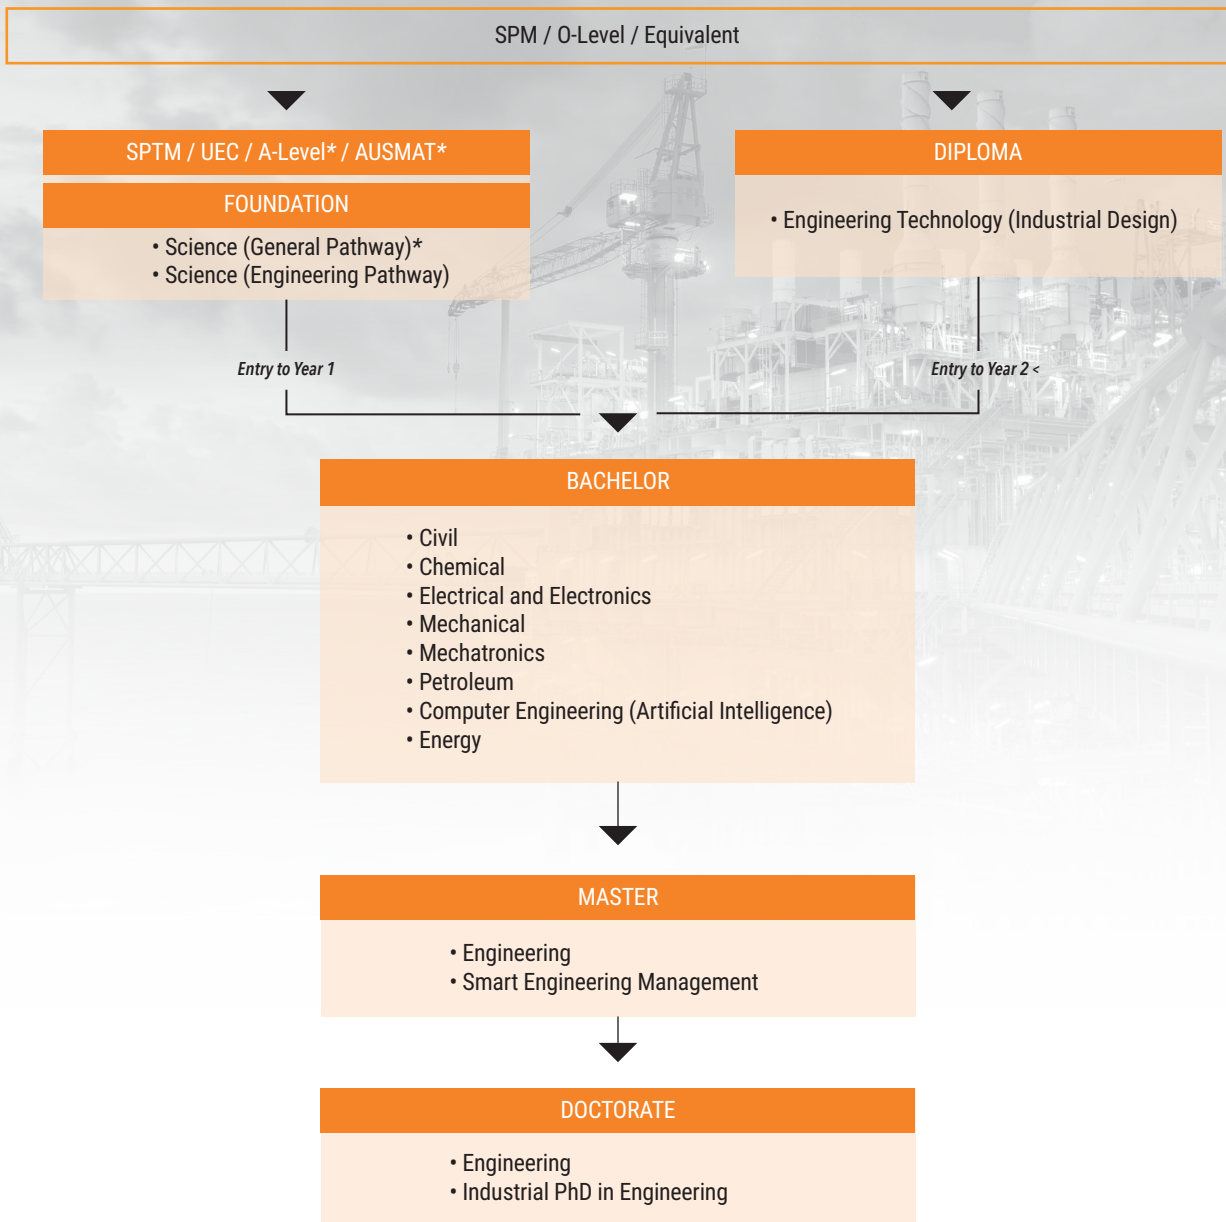 SPM / O-Level / Equivalent
SPTM / UEC / A-Level* / AUSMAT*
FOUNDATION
• Science (General Pathway)*
• Science (Engineering Pathway)
Entry to Year 1
DIPLOMA
• Engineering Technology (Industrial Design)
Entry to Year 2 <
BACHELOR
• Civil
• Chemical
• Electrical and Electronics
• Mechanical
• Mechatronics
• Petroleum
• Computer Engineering (Artificial Intelligence)
• Energy
MASTER
• Engineering
• Smart Engineering Management
DOCTORATE
• Engineering
• Industrial PhD in Engineering